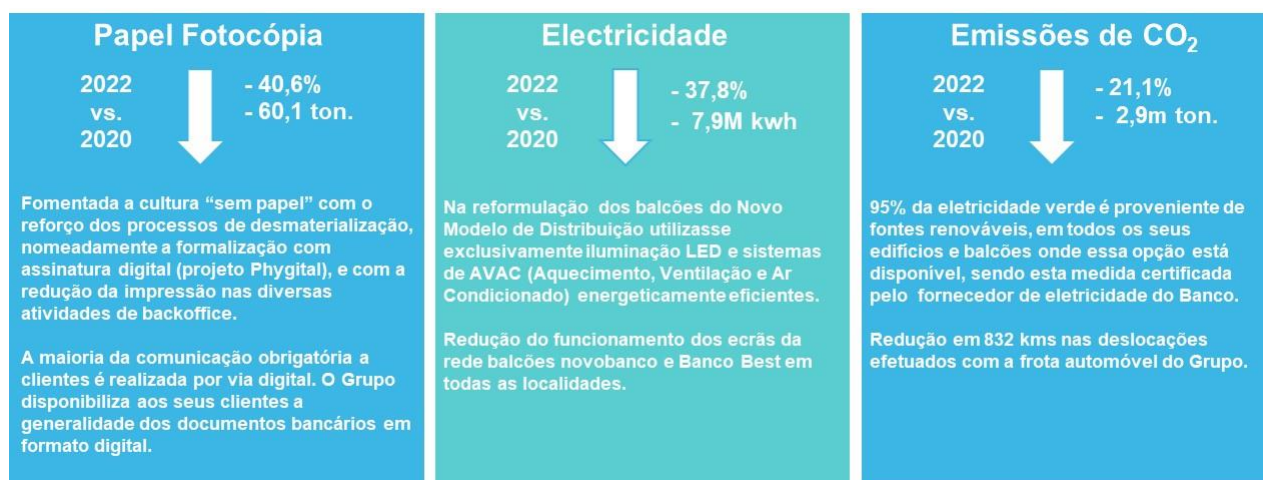 Papel Fotocópia
2022
vs.
2020
- 40,6%
- 60,1 ton.
Fomentada a cultura “sem papel” com o
reforço dos processos de desmaterialização,
nomeadamente a formalização com
assinatura digital (projeto Phygital), e com a
redução da impressão nas diversas
atividades de backoffice.
A maioria da comunicação obrigatória a
clientes é realizada por via digital. O Grupo
disponibiliza aos seus clientes a
generalidade dos documentos bancários em
formato digital.
Electricidade
2022
vs.
2020
- 37,8%
- 7,9M kwh
Na reformulação dos balcões do Novo
Modelo de Distribuição utilizasse
exclusivamente iluminação LED e sistemas
de AVAC (Aquecimento, Ventilação e Ar
Condicionado) energeticamente eficientes.
Redução do funcionamento dos ecrãs da
rede balcões novobanco e Banco Best em
todas as localidades.
Emissões de CO₂
2022
vs.
2020
- 21,1%
- 2,9m ton.
95% da eletricidade verde é proveniente de
fontes renováveis, em todos os seus
edifícios e balcões onde essa opção está
disponível, sendo esta medida certificada
pelo fornecedor de eletricidade do Banco.
Redução em 832 kms nas deslocações
efetuados com a frota automóvel do Grupo.